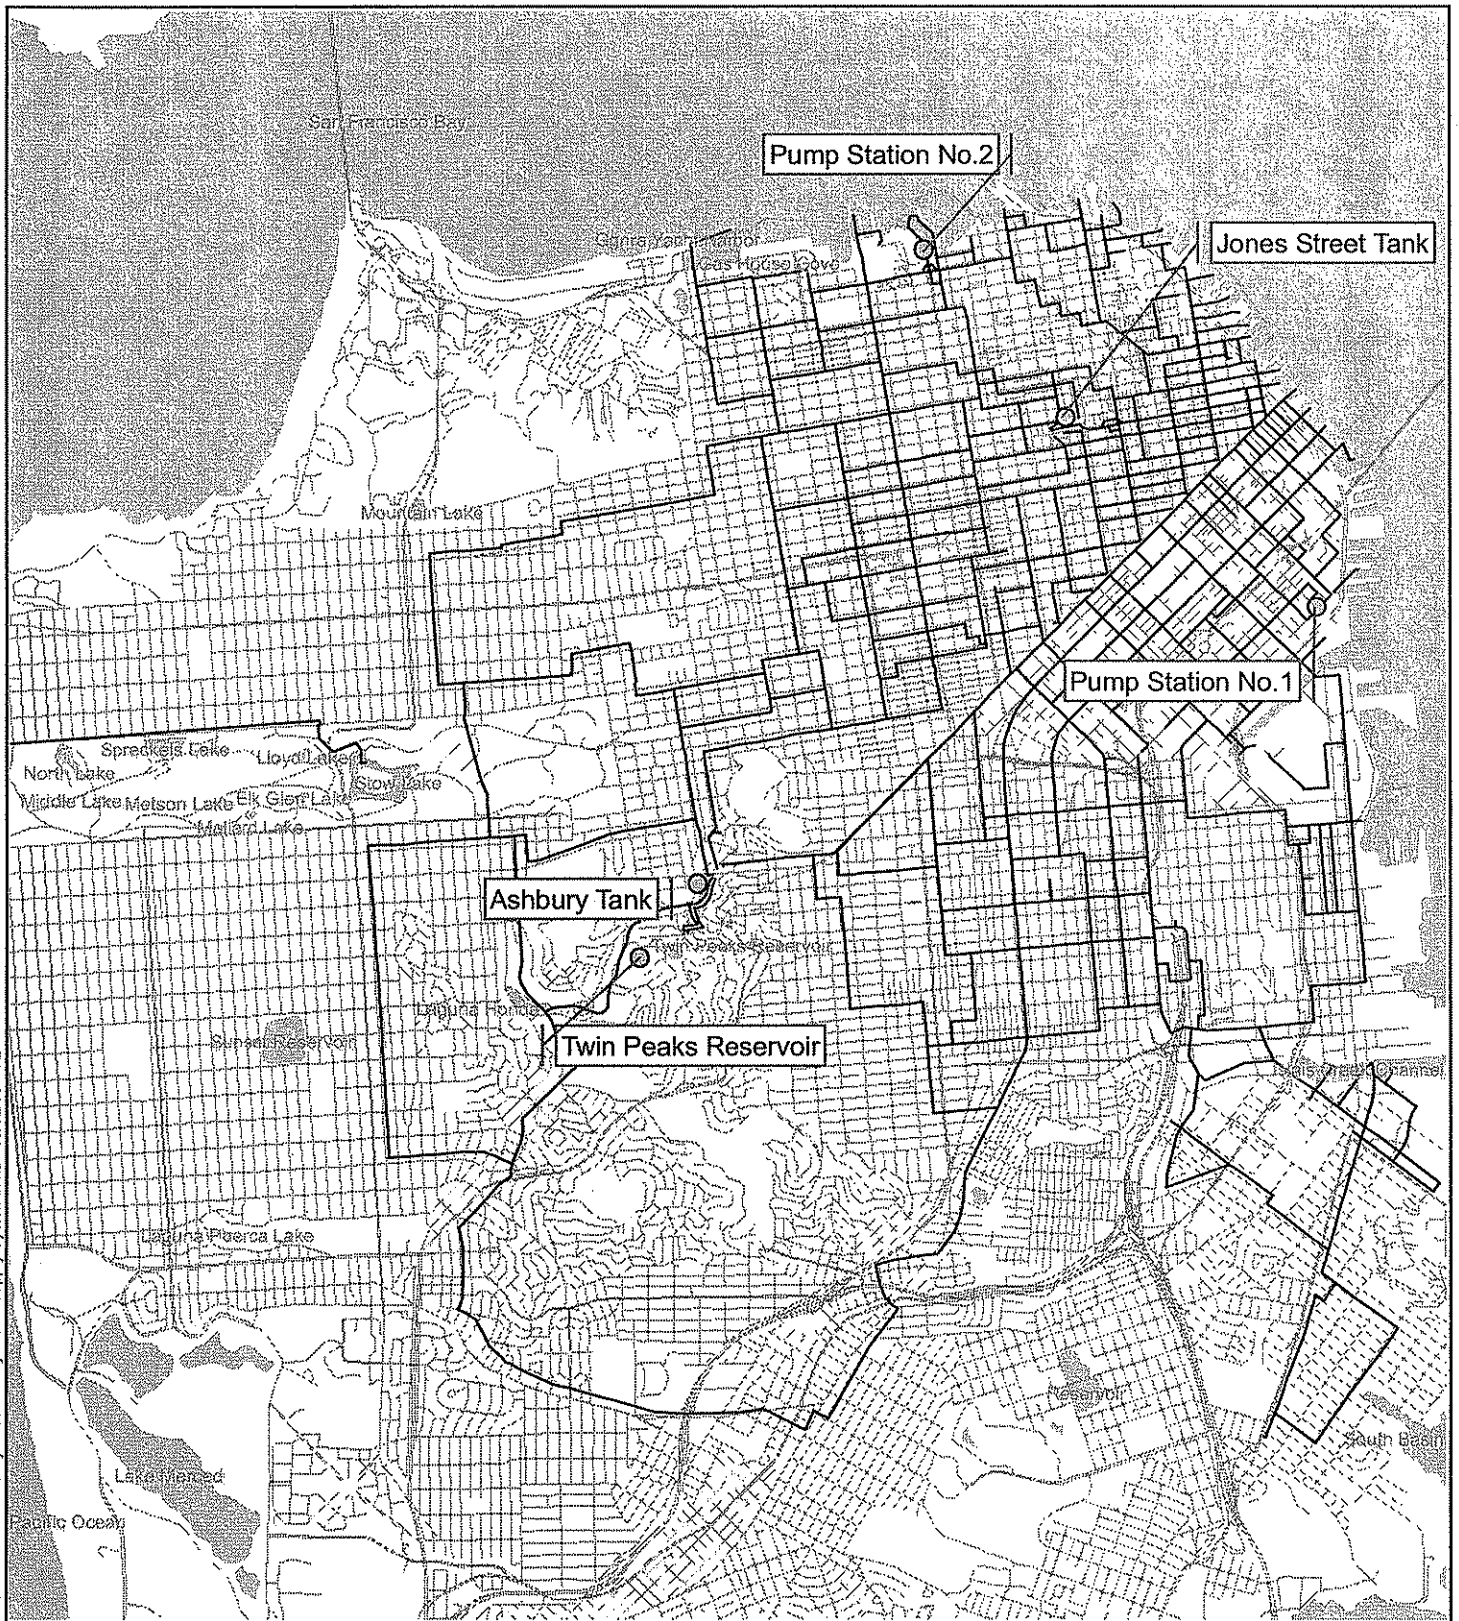 San Francisco Bay
Pump Station No.2
Jones Street Tank
Gas House Cove
Mountain Lake
Pump Station No.1
Spreckels Lake
Lloyd Lake
North Lake
Stow Lake
Middle Lake
Metson Lake
Elk Glen Lake
Mallard Lake
Ashbury Tank
Twin Peaks Reservoir
Laguna Honda
Sunset Reservoir
Twin Peaks Reservoir
Laguna Puerca Lake
Reservoir
South Basin
Lake Merced
Pacific Ocean